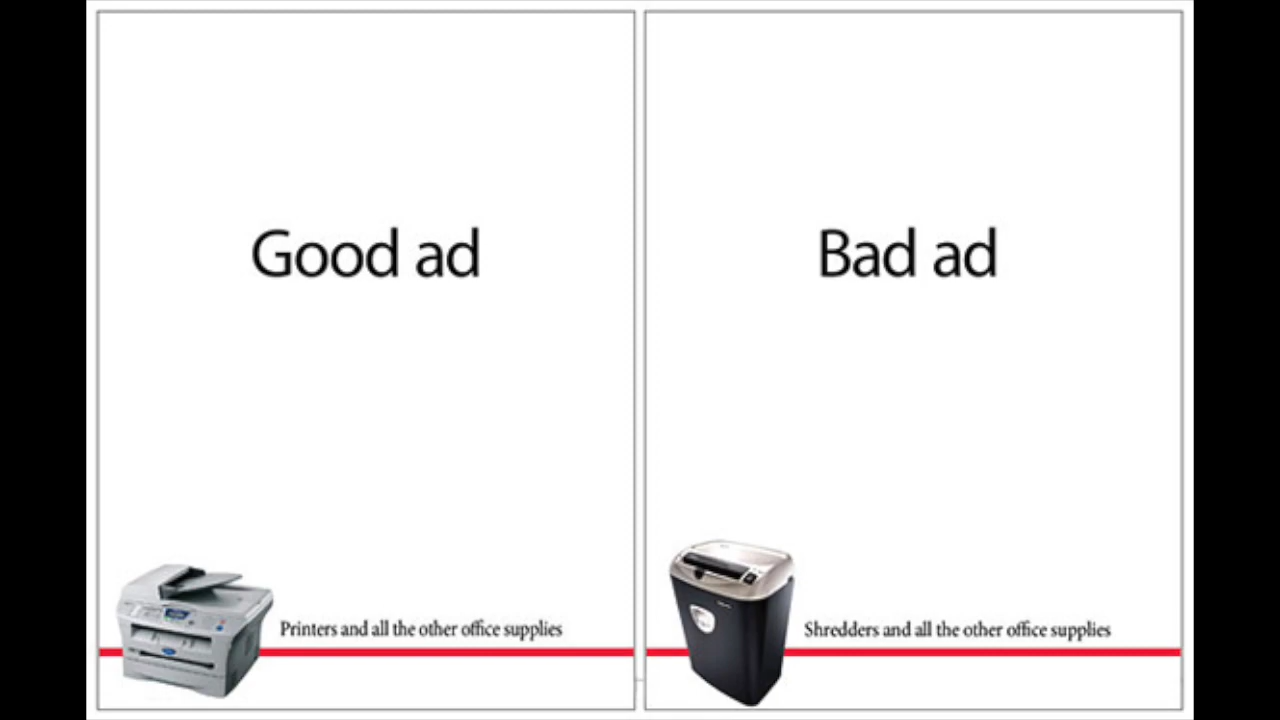 Good ad
Printers and all the other office supplies
Bad ad
Shredders and all the other office supplies